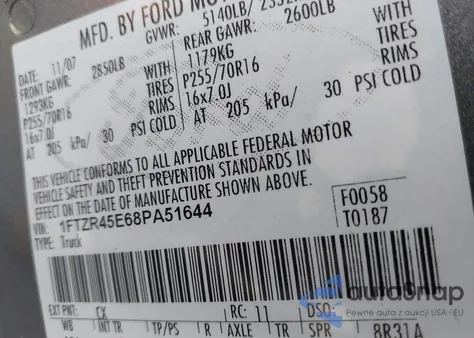 MFD. BY FORD MO
GVWR: 5140LB/
DATE: 11/07
FRONT GAWR: 2850LB
1293KG WITH
P255/70R16 TIRES
16x7.0J RIMS
AT 205 kPa/ 30 PSI COLD
REAR GAWR: 2600LB
1179KG WITH
P255/70R16 TIRES
16x7.0J RIMS
AT 205 kPa/ 30 PSI COLD
THIS VEHICLE CONFORMS TO ALL APPLICABLE FEDERAL MOTOR
VEHICLE SAFETY AND THEFT PREVENTION STANDARDS IN
EFFECT ON THE DATE OF MANUFACTURE SHOWN ABOVE.
VIN: 1FTZR45E68PA51644
TYPE: Truck
F0058
T0187
EXT PNT: CX RC: 11 DSO:
WB INT TR TP/PS R AXLE TR SPR
8R31A
autoSnap
Pewne auta z aukcji USA i EU